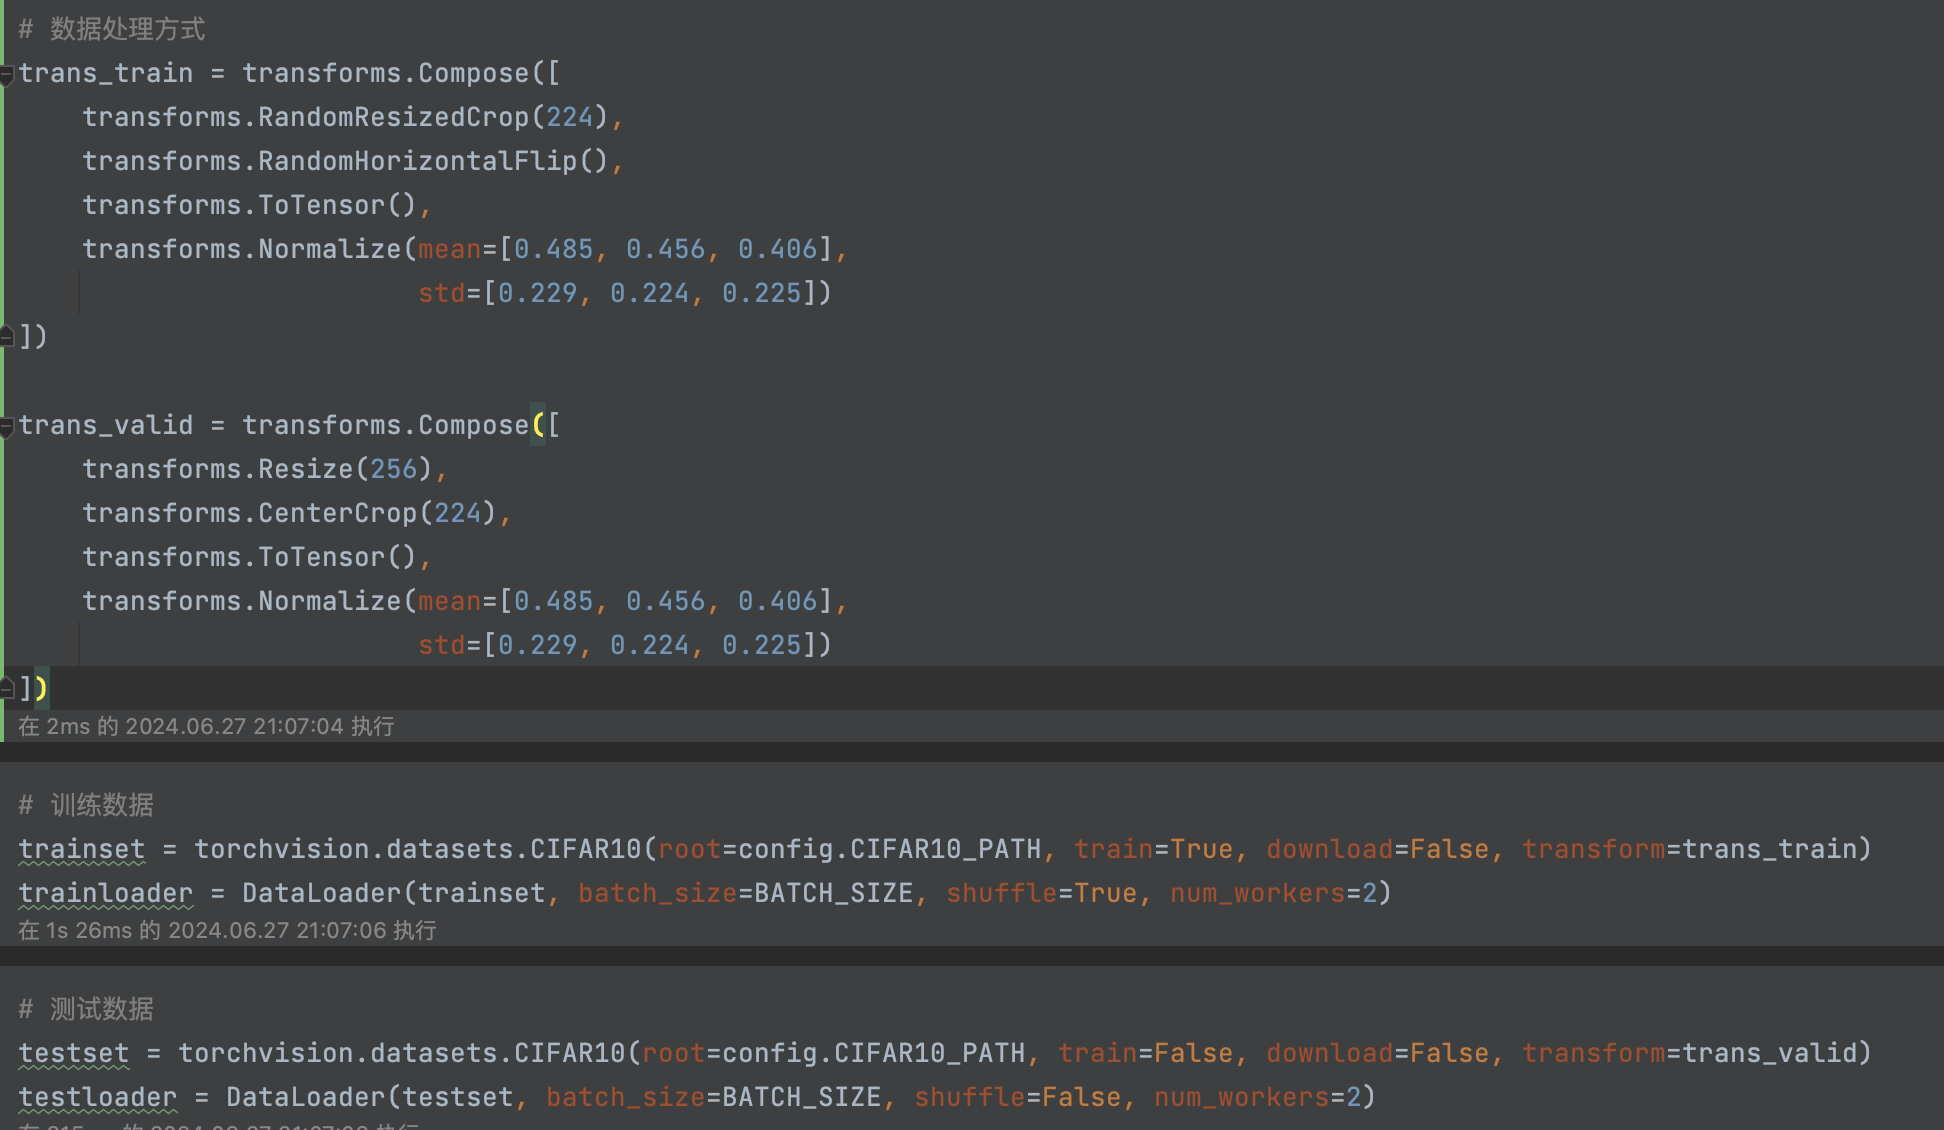 # 数据处理方式
trans_train = transforms.Compose([
    transforms.RandomResizedCrop(224),
    transforms.RandomHorizontalFlip(),
    transforms.ToTensor(),
    transforms.Normalize(mean=[0.485, 0.456, 0.406],
                         std=[0.229, 0.224, 0.225])
])
trans_valid = transforms.Compose([
    transforms.Resize(256),
    transforms.CenterCrop(224),
    transforms.ToTensor(),
    transforms.Normalize(mean=[0.485, 0.456, 0.406],
                         std=[0.229, 0.224, 0.225])
])
在 2ms 的 2024.06.27 21:07:04 执行
# 训练数据
trainset = torchvision.datasets.CIFAR10(root=config.CIFAR10_PATH, train=True, download=False, transform=trans_train)
trainloader = DataLoader(trainset, batch_size=BATCH_SIZE, shuffle=True, num_workers=2)
在 1s 26ms 的 2024.06.27 21:07:06 执行
# 测试数据
testset = torchvision.datasets.CIFAR10(root=config.CIFAR10_PATH, train=False, download=False, transform=trans_valid)
testloader = DataLoader(testset, batch_size=BATCH_SIZE, shuffle=False, num_workers=2)